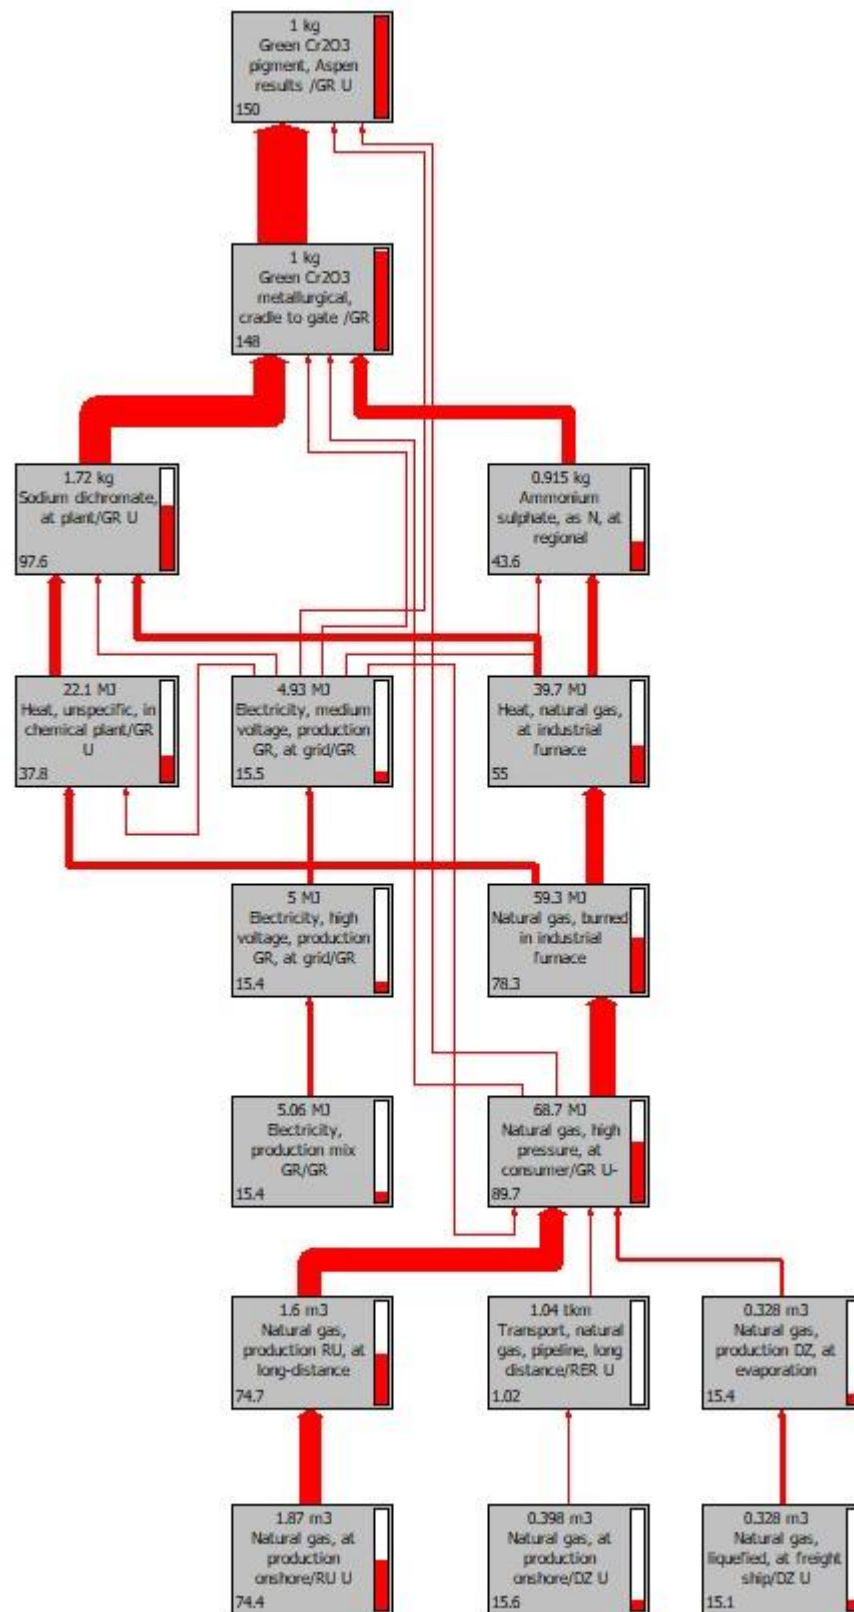 1 kg
Green Cr2O3
pigment, Aspen
results /GR U
150
1 kg
Green Cr2O3
metallurgical,
cradle to gate /GR
148
1.72 kg
Sodium dichromate,
at plant/GR U
97.6
0.915 kg
Ammonium
sulphate, as N, at
regional
43.6
22.1 MJ
Heat, unspecific, in
chemical plant/GR
U
37.8
4.93 MJ
Electricity, medium
voltage, production
GR, at grid/GR
15.5
39.7 MJ
Heat, natural gas,
at industrial
furnace
55
5 MJ
Electricity, high
voltage, production
GR, at grid/GR
15.4
59.3 MJ
Natural gas, burned
in industrial
furnace
78.3
5.06 MJ
Electricity,
production mix
GR/GR
15.4
68.7 MJ
Natural gas, high
pressure, at
consumer/GR U-
89.7
1.6 m3
Natural gas,
production RU, at
long-distance
74.7
1.04 tkm
Transport, natural
gas, pipeline, long
distance/RER U
1.02
0.328 m3
Natural gas,
production DZ, at
evaporation
15.4
1.87 m3
Natural gas, at
production
onshore/RU U
74.4
0.398 m3
Natural gas, at
production
onshore/DZ U
15.6
0.328 m3
Natural gas,
liquefied, at freight
ship/DZ U
15.1